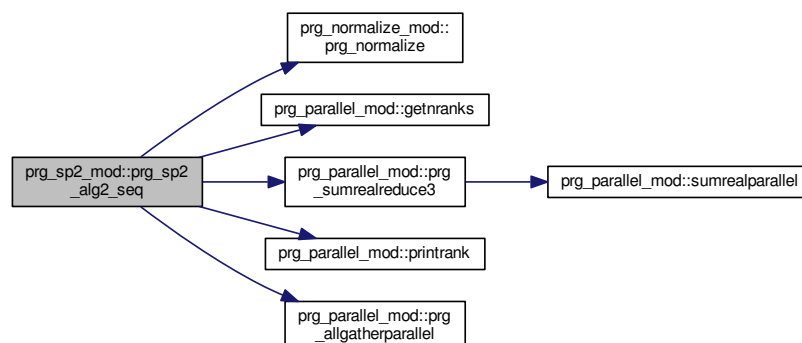 prg_normalize_mod::
prg_normalize
prg_parallel_mod::getnranks
prg_sp2_mod::prg_sp2
_alg2_seq
prg_parallel_mod::prg
_sumrealreduce3
prg_parallel_mod::sumrealparallel
prg_parallel_mod::printrank
prg_parallel_mod::prg
_allgatherparallel